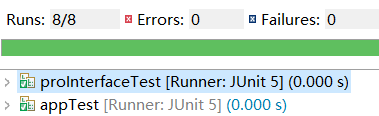 Runs: 8/8 Errors: 0 Failures: 0
proInterfaceTest [Runner: JUnit 5] (0.000 s)
appTest [Runner: JUnit 5] (0.000 s)